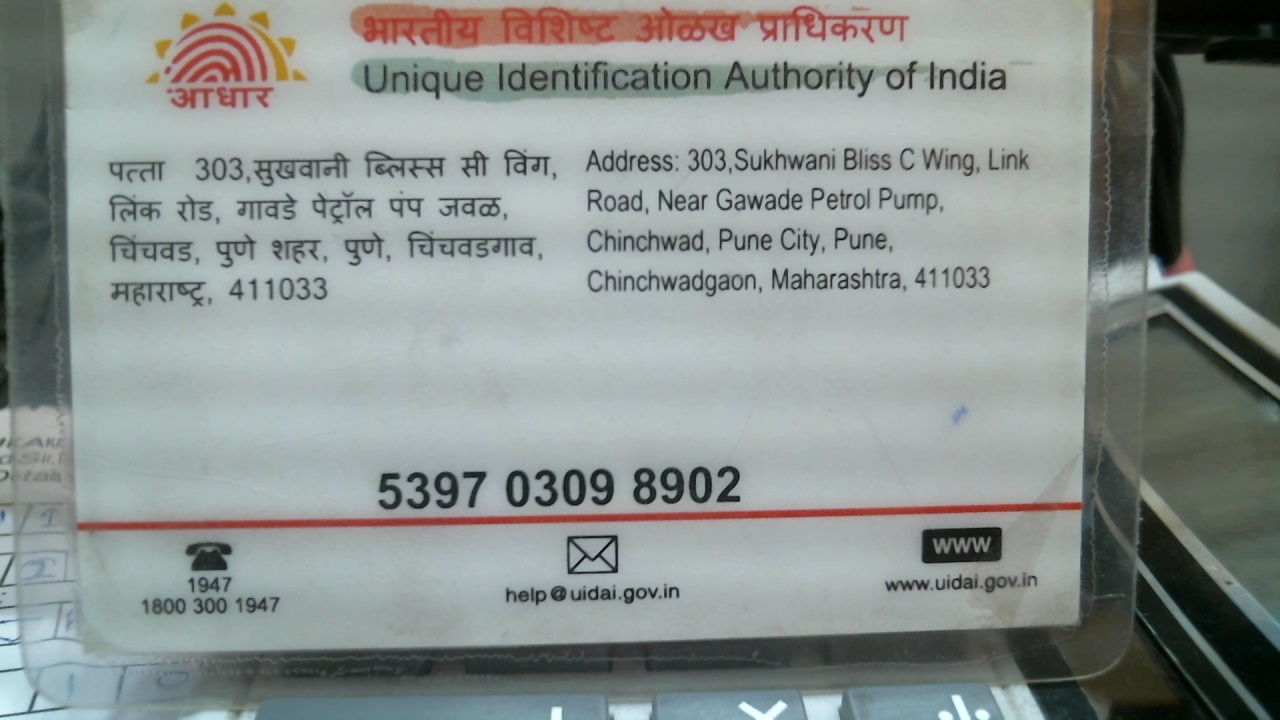 आधार
भारतीय विशिष्ट ओळख प्राधिकरण
Unique Identification Authority of India
पत्ता 303,सुखवानी ब्लिस्स सी विंग,
लिंक रोड, गावडे पेट्रॉल पंप जवळ,
चिंचवड, पुणे शहर, पुणे, चिंचवडगाव,
महाराष्ट्र, 411033
Address: 303,Sukhwani Bliss C Wing, Link
Road, Near Gawade Petrol Pump,
Chinchwad, Pune City, Pune,
Chinchwadgaon, Maharashtra, 411033
5397 0309 8902
1947
1800 300 1947
help@uidai.gov.in
www
www.uidai.gov.in